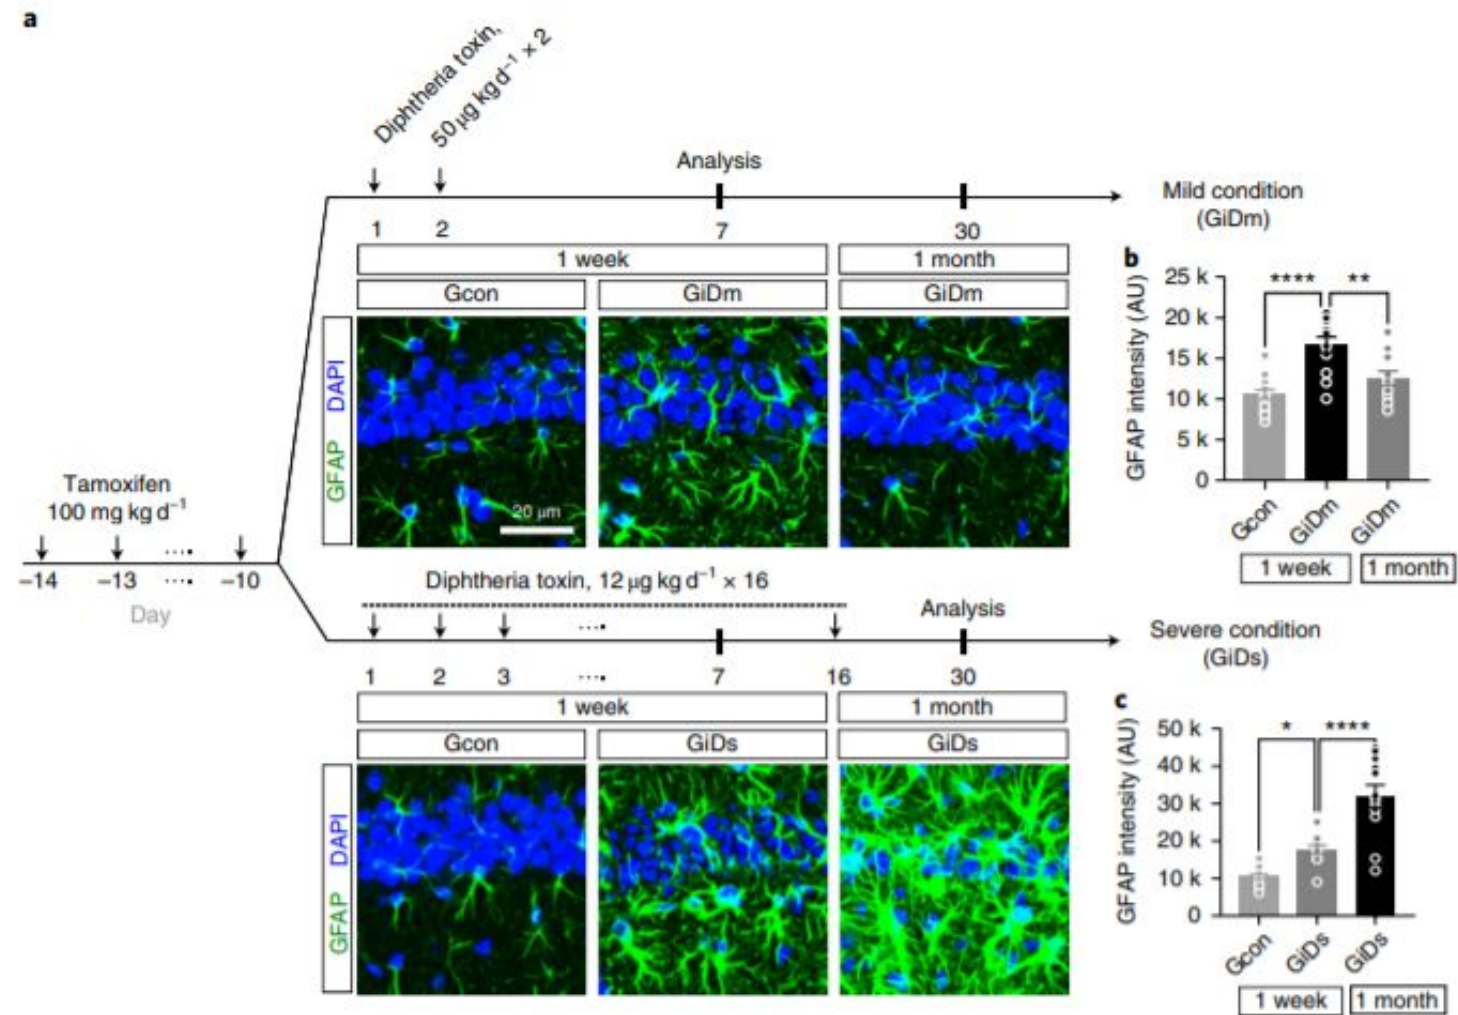 a
Diphtheria toxin,
50 µg kg d⁻¹ × 2
Analysis
Mild condition
(GiDm)
1 2 7 30
1 week 1 month
Gcon GiDm GiDm
GFAP DAPI
20 µm
b
GFAP intensity (AU)
25 k
20 k
15 k
10 k
5 k
0
**** **
Gcon GiDm GiDm
1 week 1 month
Tamoxifen
100 mg kg d⁻¹
–14 –13 ···· –10
Day
Diphtheria toxin, 12 µg kg d⁻¹ × 16
Analysis
Severe condition
(GiDs)
1 2 3 ···· 7 16 30
1 week 1 month
Gcon GiDs GiDs
GFAP DAPI
c
GFAP intensity (AU)
50 k
40 k
30 k
20 k
10 k
0
* ****
Gcon GiDs GiDs
1 week 1 month